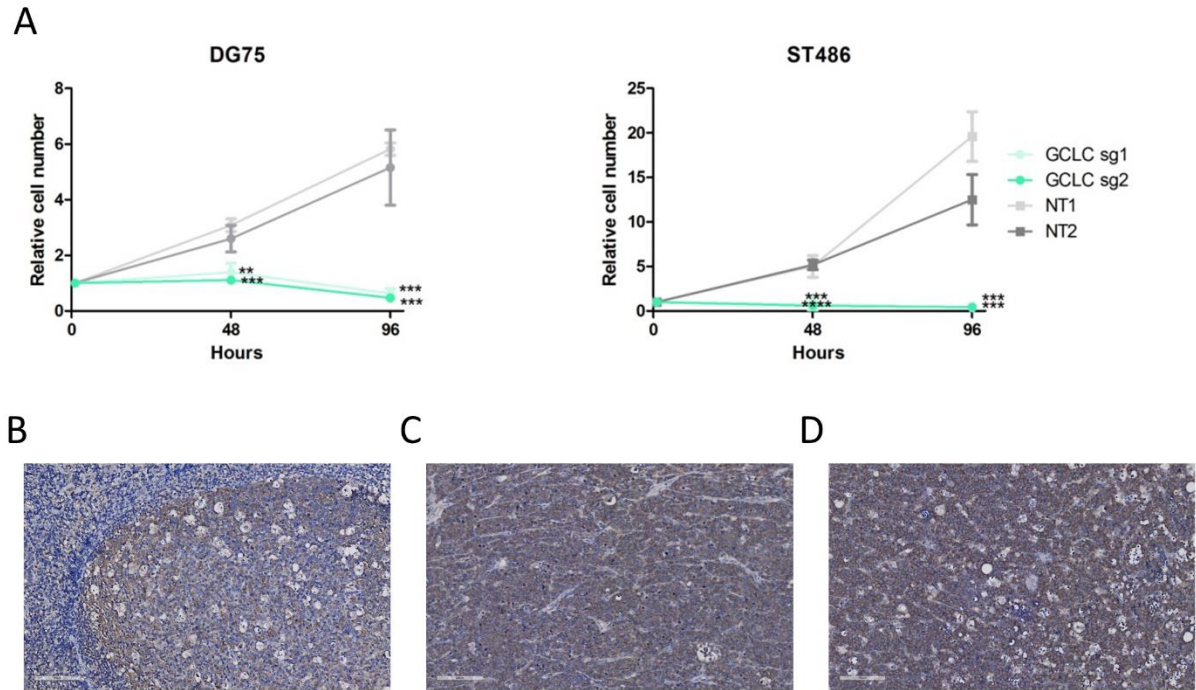 A
DG75
Relative cell number
8
6
4
2
0
**
***
***
***
0
48
96
Hours
ST486
Relative cell number
25
20
15
10
5
0
***
****
***
***
0
48
96
Hours
GCLC sg1
GCLC sg2
NT1
NT2
B
C
D